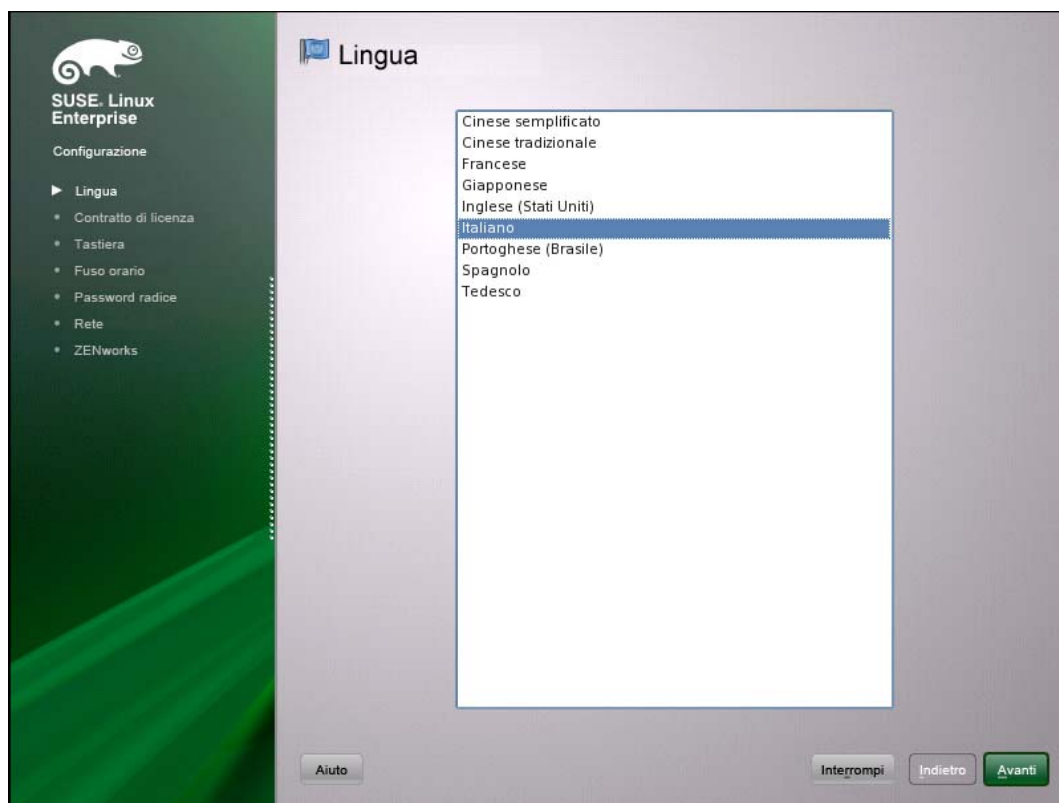 SUSE. Linux
Enterprise
Configurazione
Lingua
Contratto di licenza
Tastiera
Fuso orario
Password radice
Rete
ZENworks
Lingua
Cinese semplificato
Cinese tradizionale
Francese
Giapponese
Inglese (Stati Uniti)
Italiano
Portoghese (Brasile)
Spagnolo
Tedesco
Aiuto
Interrompi
Indietro
Avanti